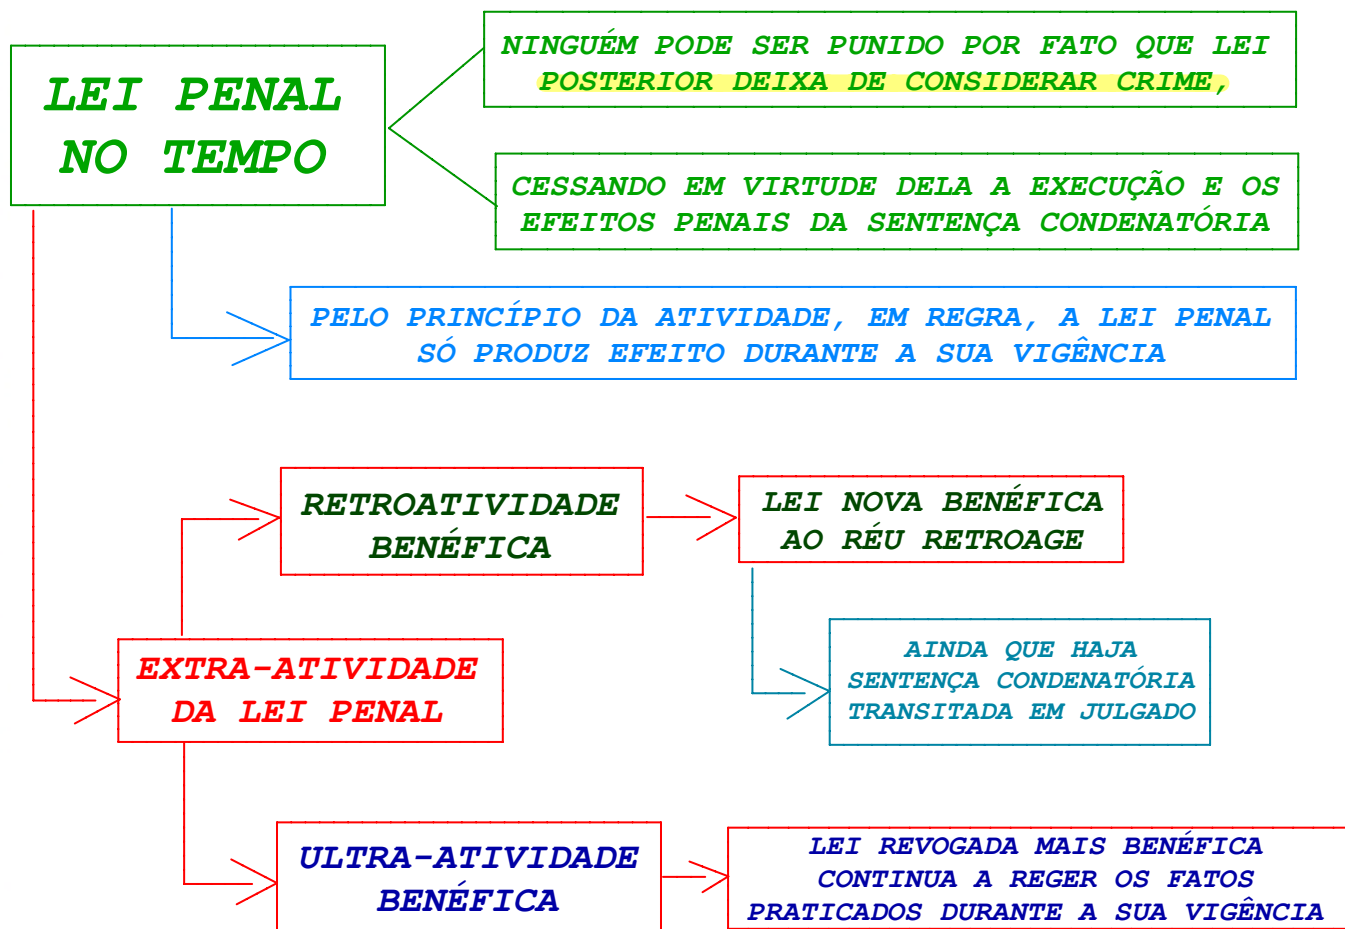 LEI PENAL
NO TEMPO
NINGUÉM PODE SER PUNIDO POR FATO QUE LEI
POSTERIOR DEIXA DE CONSIDERAR CRIME,
CESSANDO EM VIRTUDE DELA A EXECUÇÃO E OS
EFEITOS PENAIS DA SENTENÇA CONDENATÓRIA
PELO PRINCÍPIO DA ATIVIDADE, EM REGRA, A LEI PENAL
SÓ PRODUZ EFEITO DURANTE A SUA VIGÊNCIA
RETROATIVIDADE
BENÉFICA
LEI NOVA BENÉFICA
AO RÉU RETROAGE
AINDA QUE HAJA
SENTENÇA CONDENATÓRIA
TRANSITADA EM JULGADO
EXTRA-ATIVIDADE
DA LEI PENAL
ULTRA-ATIVIDADE
BENÉFICA
LEI REVOGADA MAIS BENÉFICA
CONTINUA A REGER OS FATOS
PRATICADOS DURANTE A SUA VIGÊNCIA